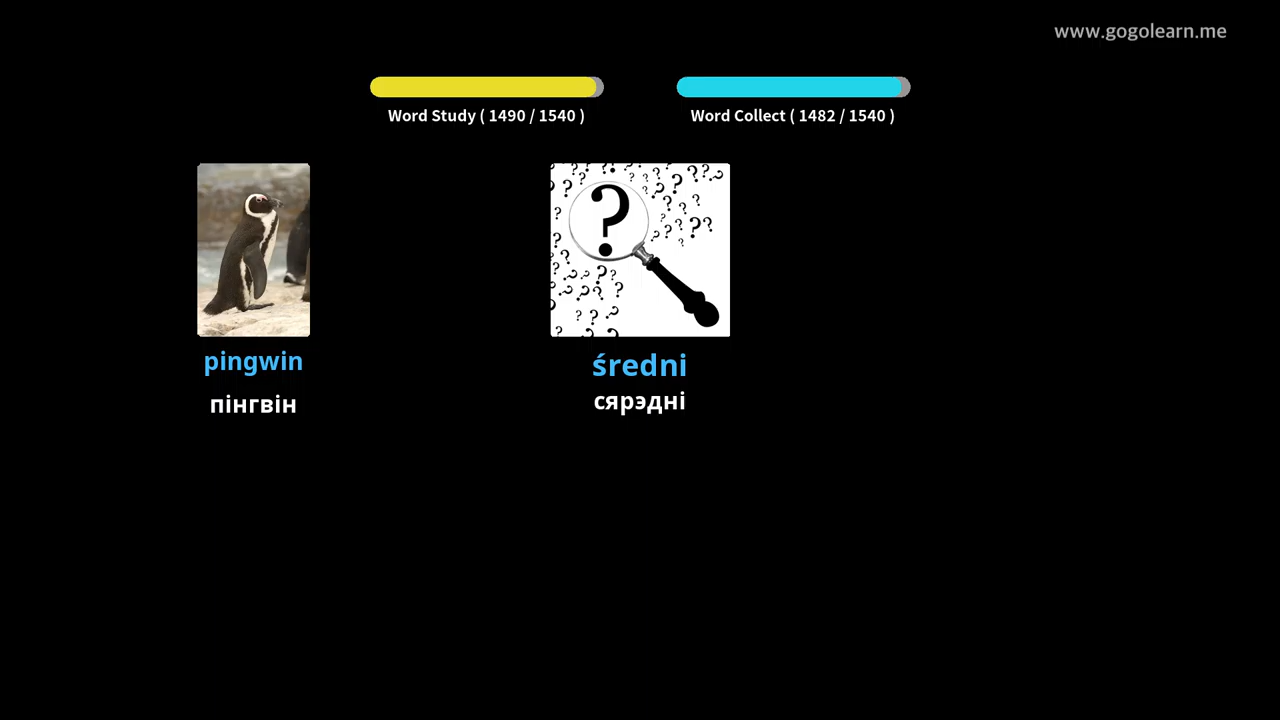 www.gogolearn.me
Word Study ( 1490 / 1540 )
Word Collect ( 1482 / 1540 )
pingwin
пінгвін
średni
сярэдні